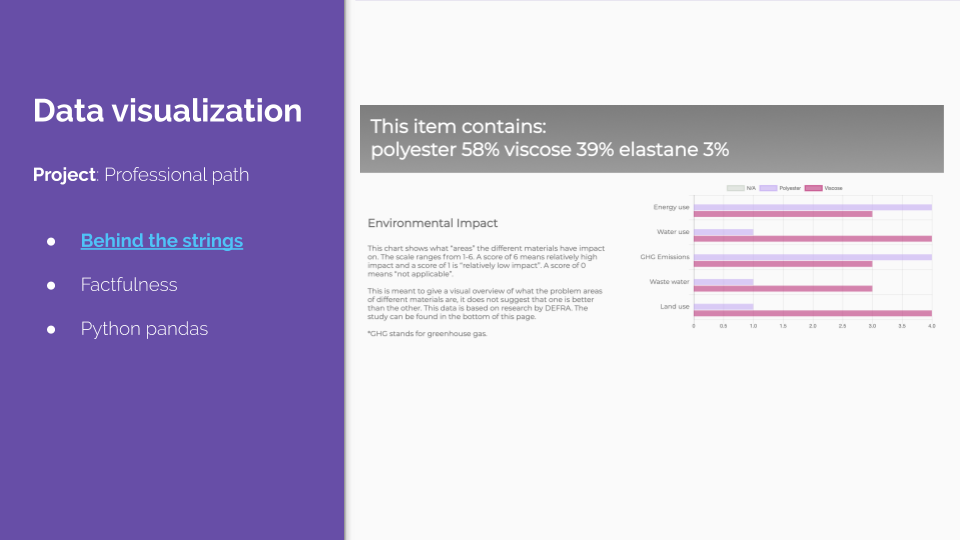 Data visualization
Project: Professional path
● Behind the strings
● Factfulness
● Python pandas
This item contains:
polyester 58% viscose 39% elastane 3%
Environmental Impact
This chart shows what "areas" the different materials have impact
on. The scale ranges from 1-6. A score of 6 means relatively high
impact and a score of 1 is "relatively low impact". A score of 0
means "not applicable".
This is meant to give a visual overview of what the problem areas
of different materials are, it does not suggest that one is better
than the other. This data is based on research by DEFRA. The
study can be found in the bottom of this page.
*GHG stands for greenhouse gas.
N/A Polyester Viscose
Energy use
Water use
GHG Emissions
Waste water
Land use
0 0.5 1.0 1.5 2.0 2.5 3.0 3.5 4.0